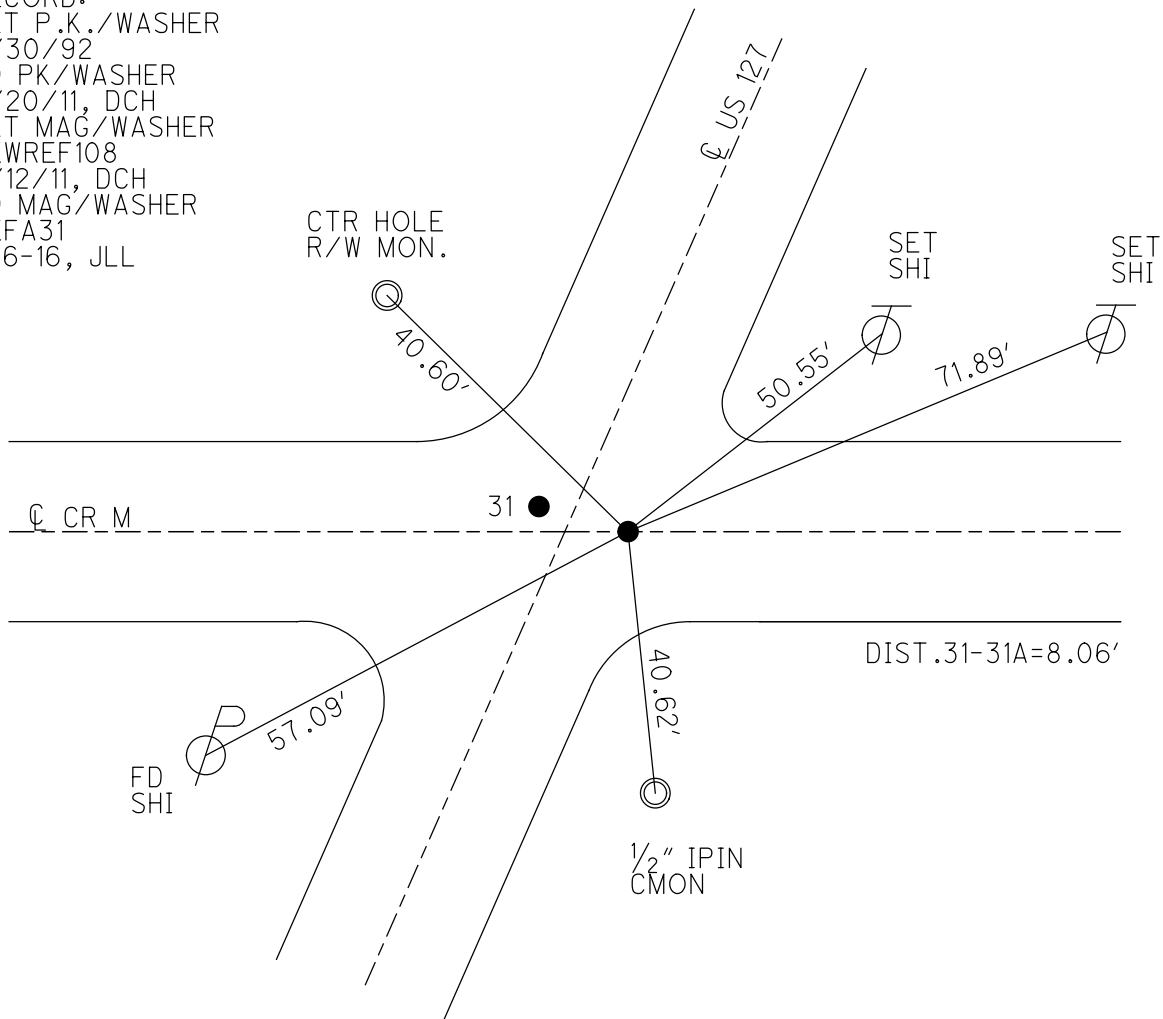 T P.K./WASHER
/30/92
PK/WASHER
/20/11, DCH
T MAG/WASHER
WREF108
/12/11, DCH
MAG/WASHER
FA31
6-16, JLL
CTR HOLE
R/W MON.
℄ US 127
SET
SHI
SET
SHI
40.60'
50.55'
71.89'
31
℄ CR M
DIST.31-31A=8.06'
40.62'
57.09'
FD
SHI
1/2" IPIN
CMON